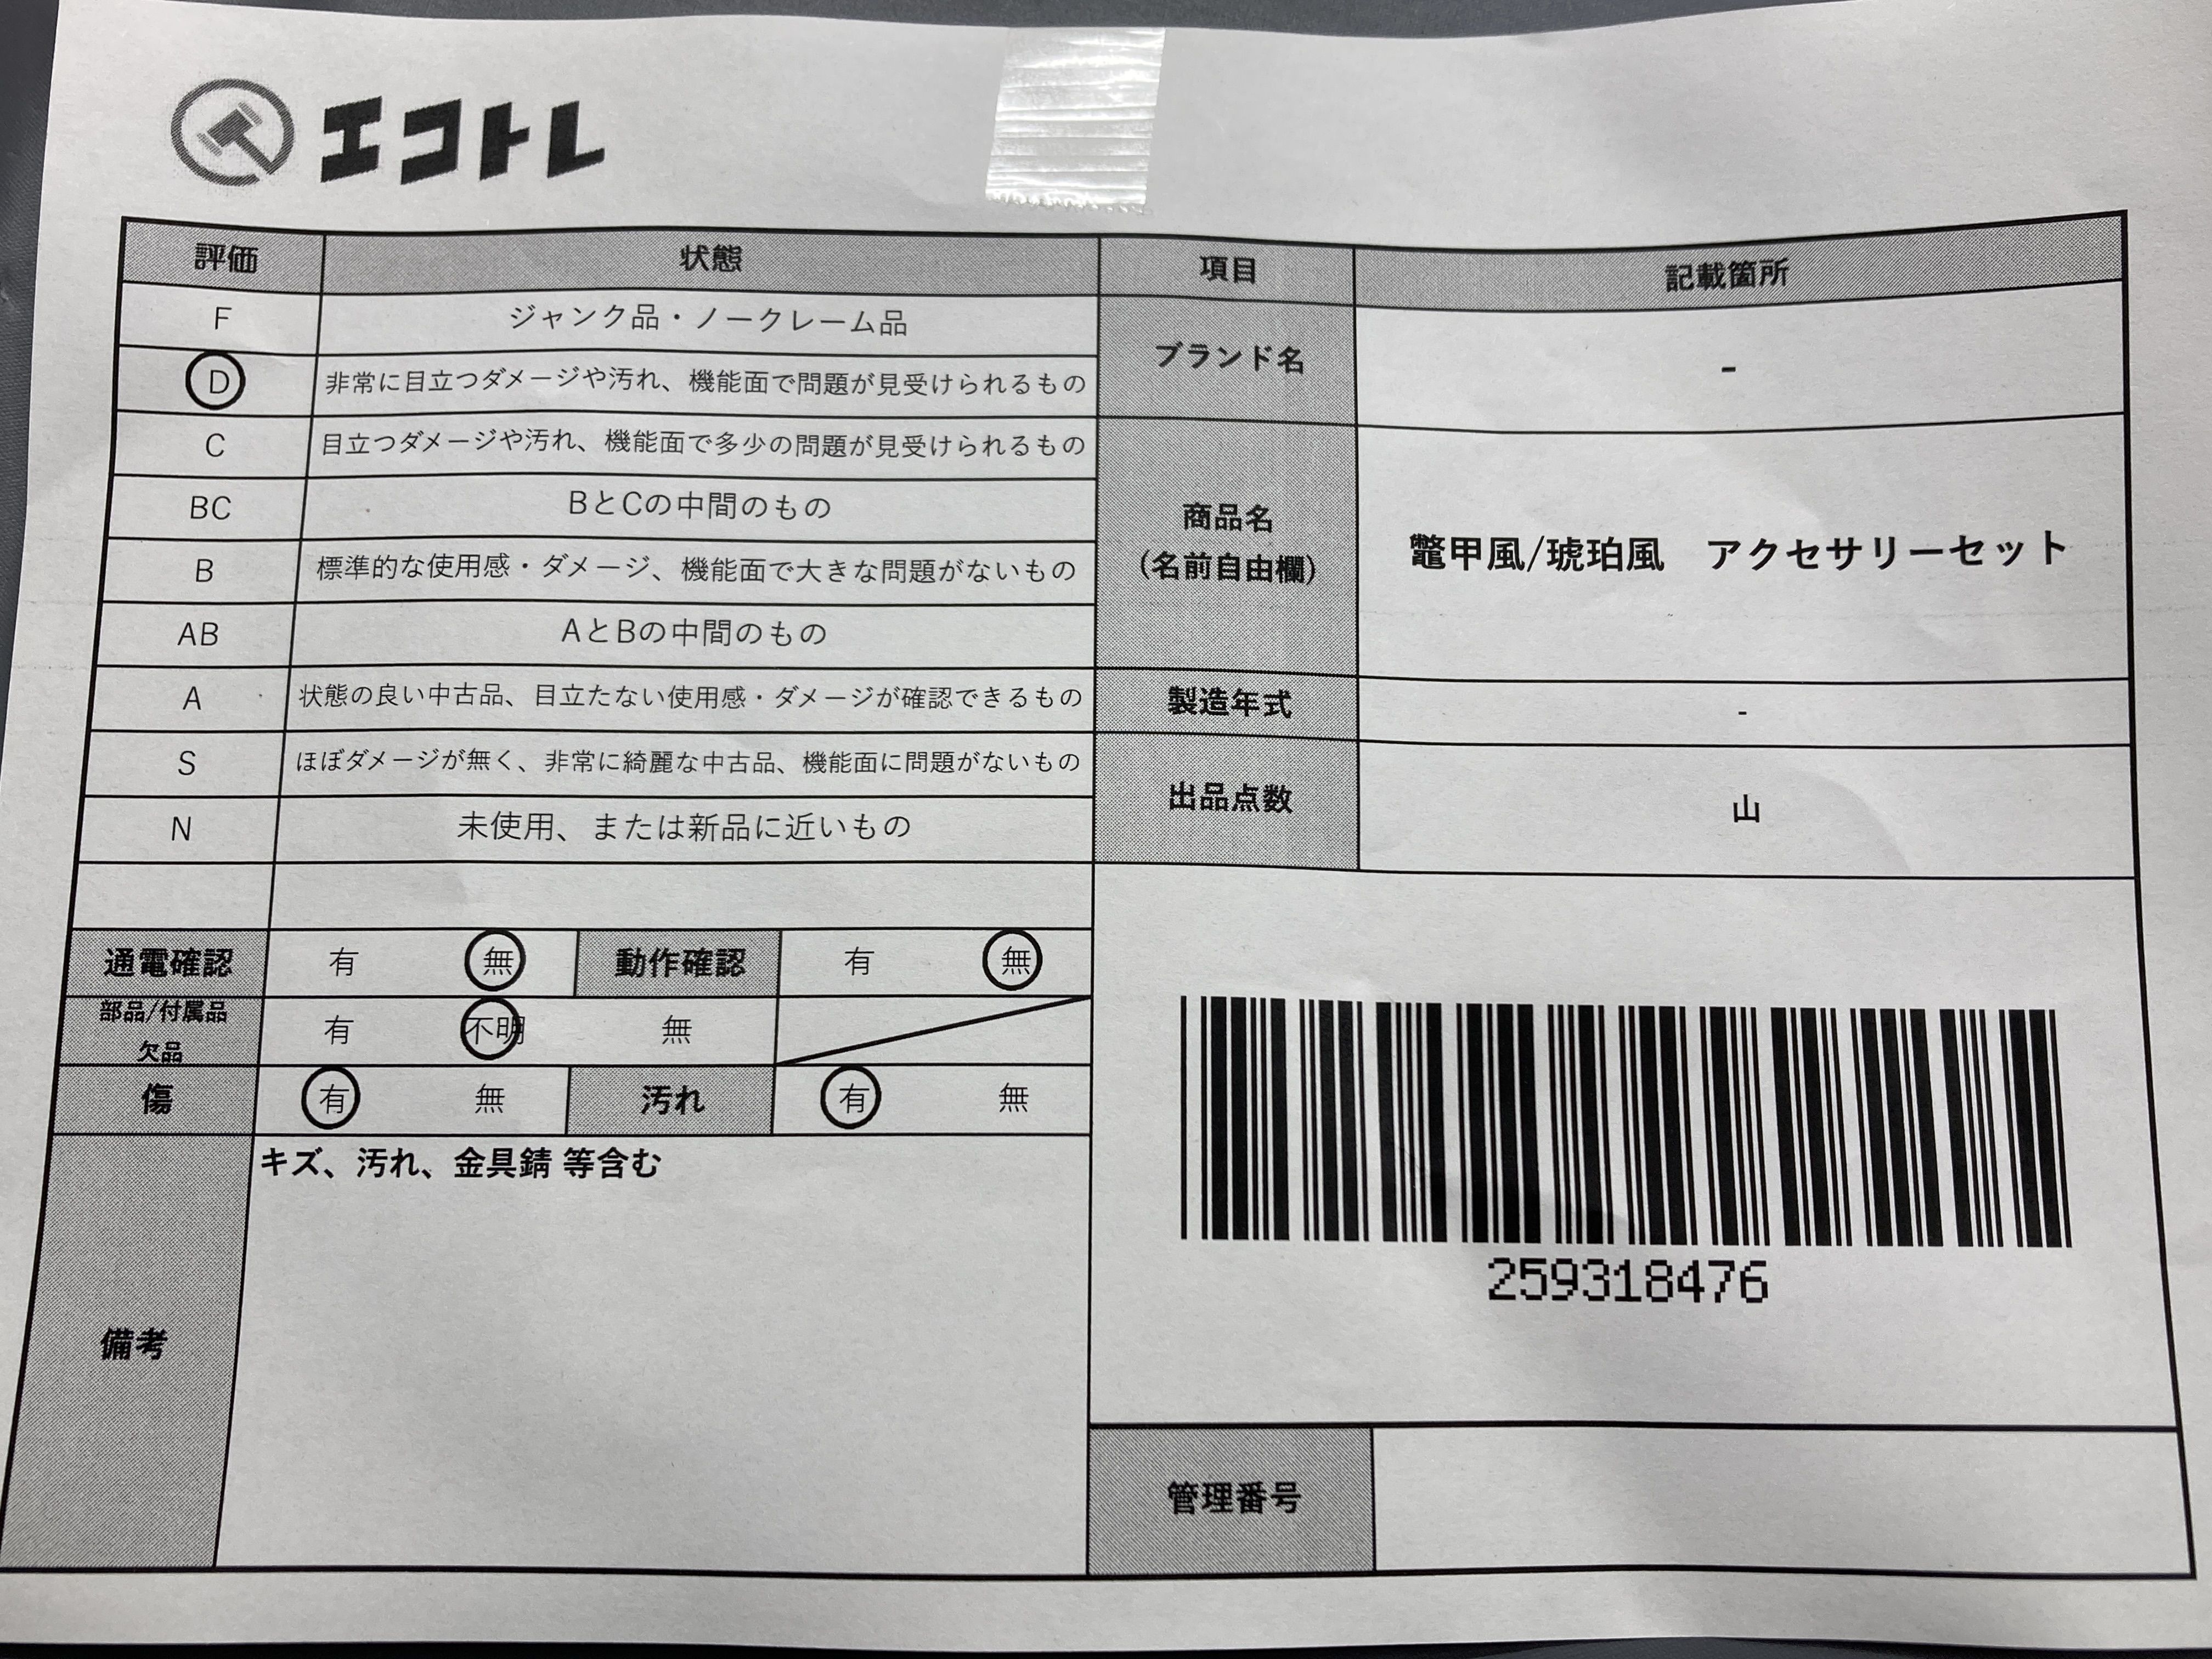 エコトレ
評価 状態
F ジャンク品・ノークレーム品
D 非常に目立つダメージや汚れ、機能面で問題が見受けられるもの
C 目立つダメージや汚れ、機能面で多少の問題が見受けられるもの
BC BとCの中間のもの
B 標準的な使用感・ダメージ、機能面で大きな問題がないもの
AB AとBの中間のもの
A 状態の良い中古品、目立たない使用感・ダメージが確認できるもの
S ほぼダメージが無く、非常に綺麗な中古品、機能面に問題がないもの
N 未使用、または新品に近いもの
通電確認 有 無 動作確認 有 無
部品/付属品
欠品 有 不明 無
傷 有 無 汚れ 有 無
備考 キズ、汚れ、金具錆 等含む
項目 記載箇所
ブランド名 -
商品名
(名前自由欄) 鼈甲風/琥珀風 アクセサリーセット
製造年式 -
出品点数 山
259318476
管理番号